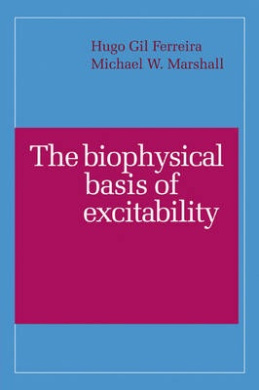 Hugo Gil Ferreira
Michael W. Marshall
The biophysical
basis of
excitability